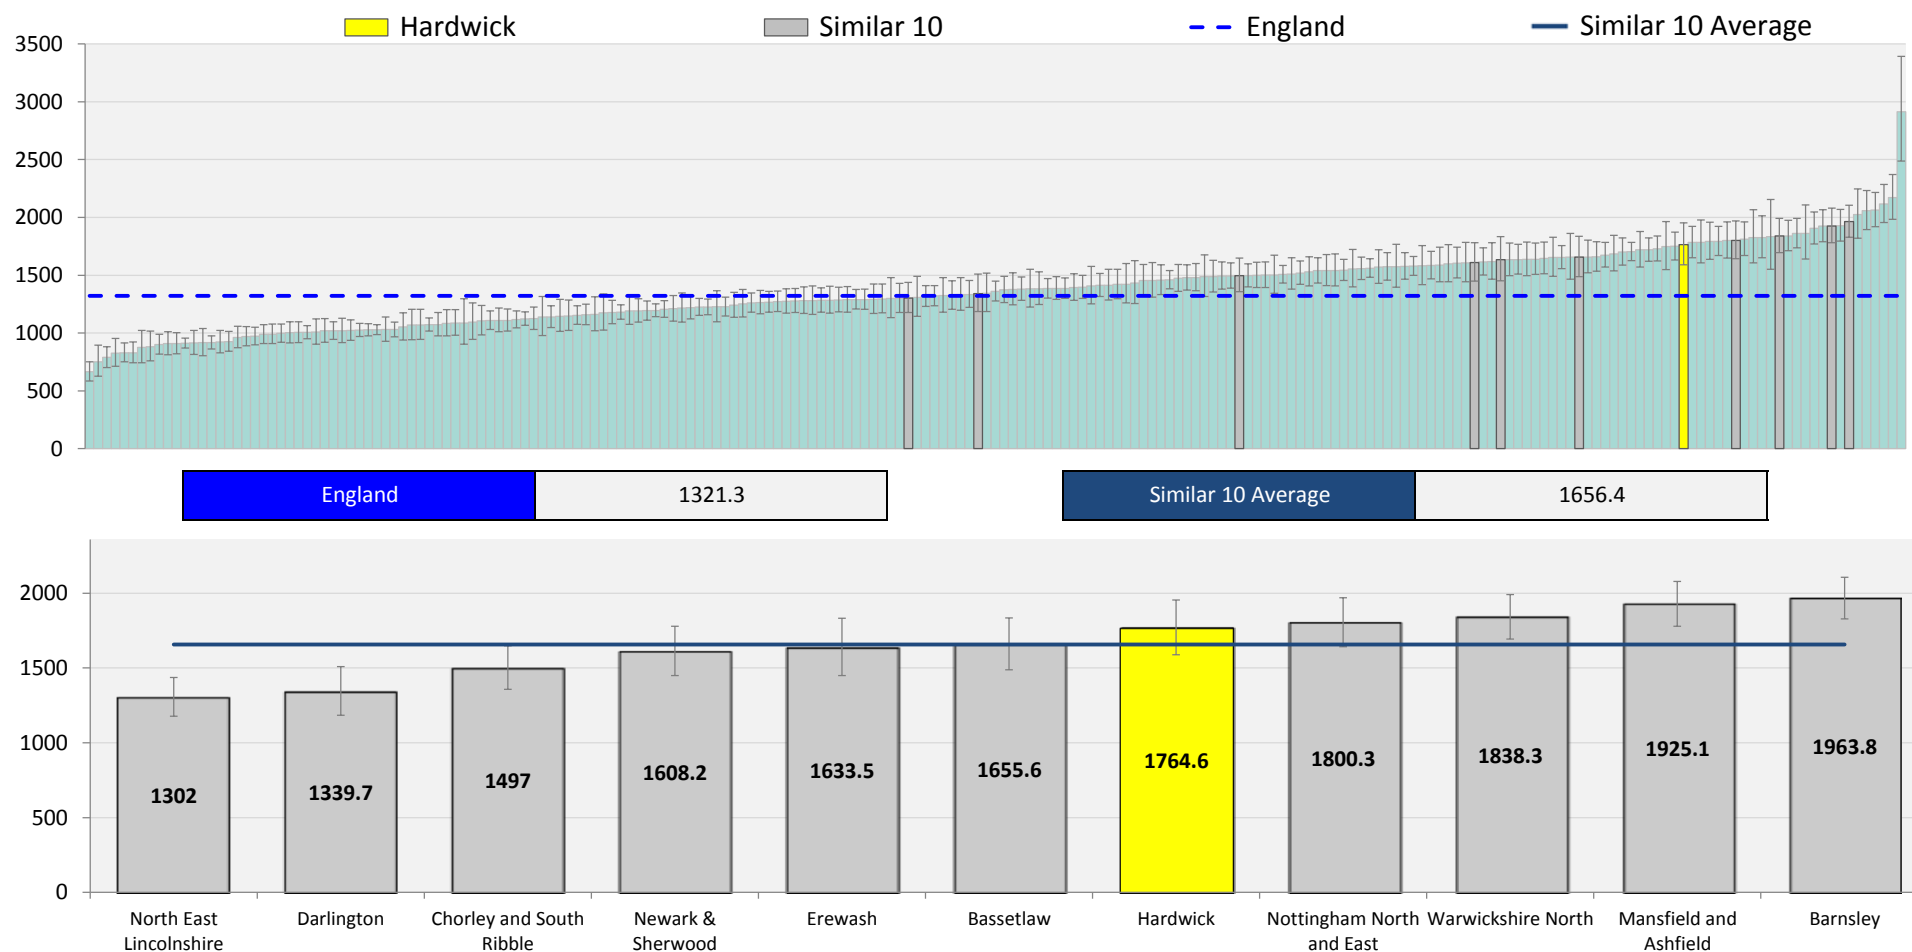 Hardwick
Similar 10
England
Similar 10 Average
3500
3000
2500
2000
1500
1000
500
0
England
1321.3
Similar 10 Average
1656.4
2000
1500
1000
500
0
1302
1339.7
1497
1608.2
1633.5
1655.6
1764.6
1800.3
1838.3
1925.1
1963.8
North East
Lincolnshire
Darlington
Chorley and South
Ribble
Newark &
Sherwood
Erewash
Bassetlaw
Hardwick
Nottingham North
and East
Warwickshire North
Mansfield and
Ashfield
Barnsley